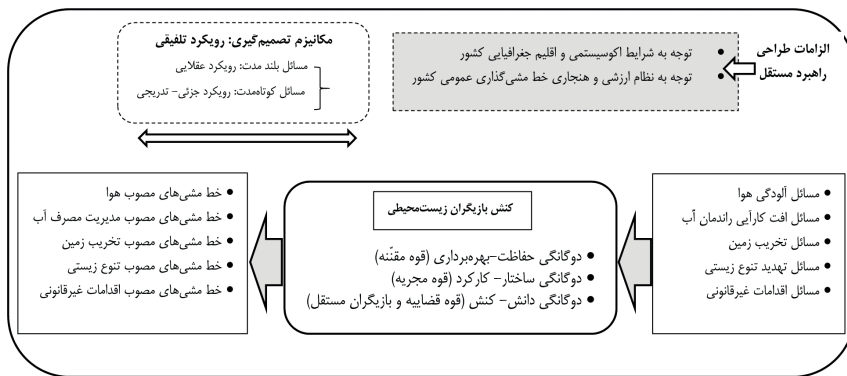 الزامات طراحی
راهبرد مستقل
• توجه به شرایط اکوسیستمی و اقلیم جغرافیایی کشور
• توجه به نظام ارزشی و هنجاری خط مشی‌گذاری عمومی کشور
مکانیزم تصمیم‌گیری: رویکرد تلفیقی
مسائل بلند مدت: رویکرد عقلایی
مسائل کوتاه‌مدت: رویکرد جزئی- تدریجی
• مسائل آلودگی هوا
• مسائل افت کارآیی راندمان آب
• مسائل تخریب زمین
• مسائل تهدید تنوع زیستی
• مسائل اقدامات غیرقانونی
کنش بازیگران زیست‌محیطی
• دوگانگی حفاظت-بهره‌برداری (قوه مقنّنه)
• دوگانگی ساختار- کارکرد (قوه مجریه)
• دوگانگی دانش- کنش (قوه قضاییه و بازیگران مستقل)
• خط مشی‌های مصوب هوا
• خط مشی‌های مصوب مدیریت مصرف آب
• خط مشی‌های مصوب تخریب زمین
• خط مشی‌های مصوب تنوع زیستی
• خط مشی‌های مصوب اقدامات غیرقانونی